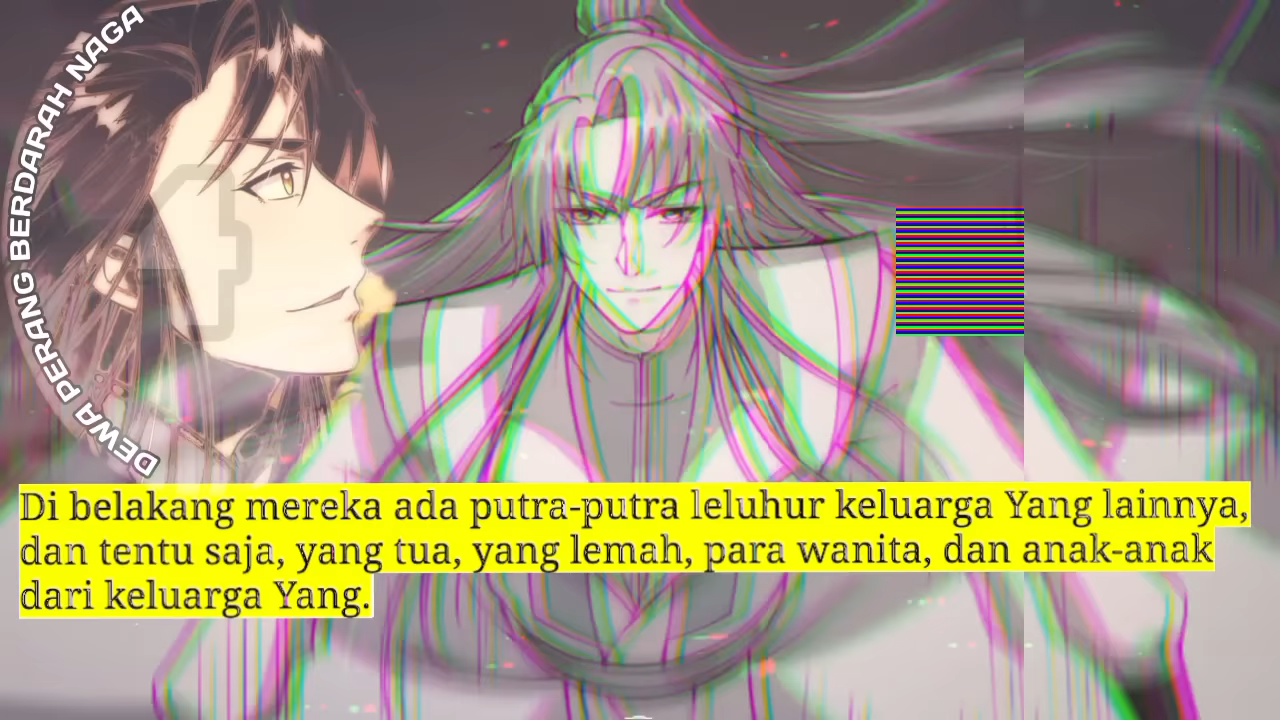 DEWA PERANG BERDARAH NAGA
Di belakang mereka ada putra-putra leluhur keluarga Yang lainnya,
dan tentu saja, yang tua, yang lemah, para wanita, dan anak-anak
dari keluarga Yang.